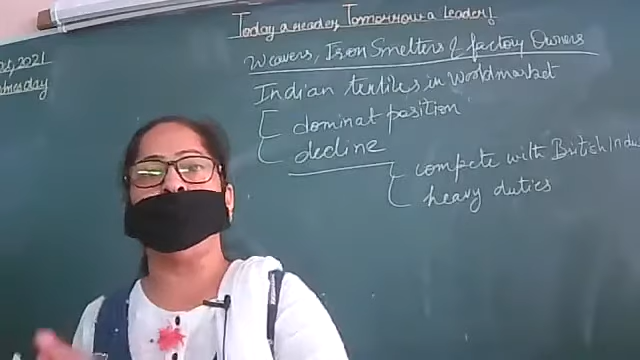 Today a reader, Tomorrow a Leader!
2021
Weavers, Iron Smelters & factory Owners
Indian textiles in world market
dominat position
decline
compete with British Indu
heavy duties